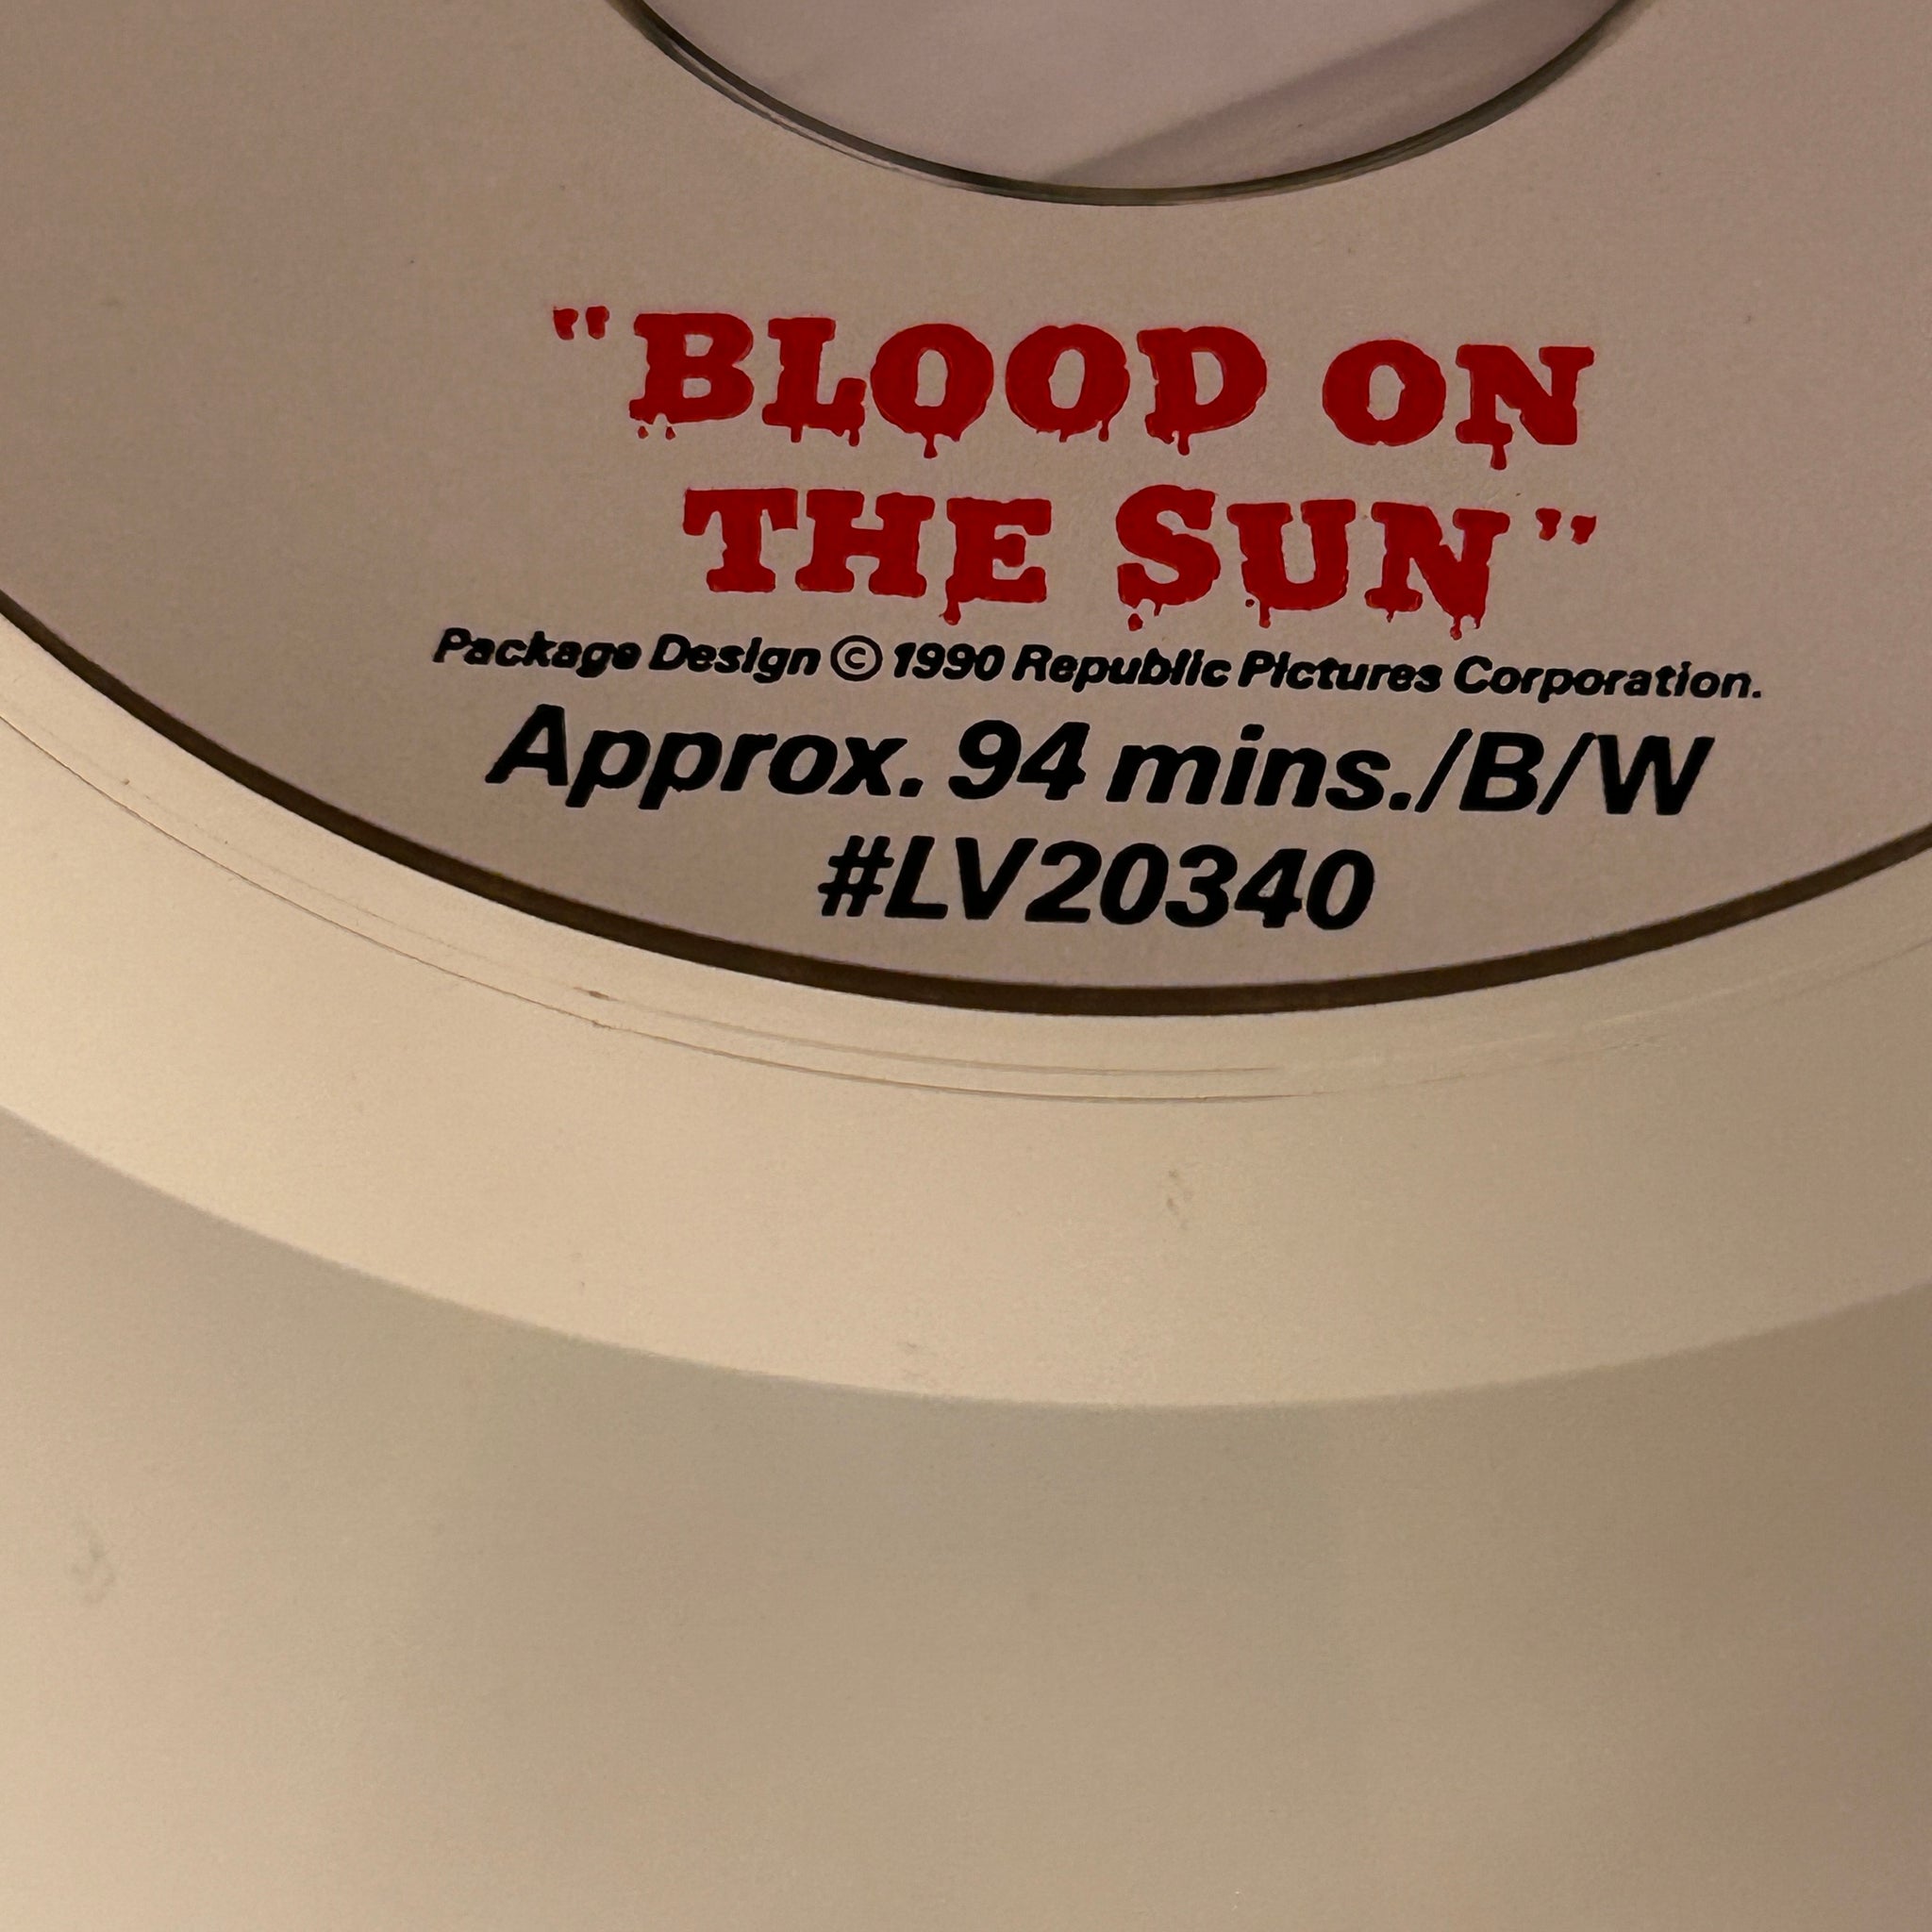 "BLOOD ON
THE SUN"
Package Design © 1990 Republic Pictures Corporation.
Approx. 94 mins./B/W
#LV20340